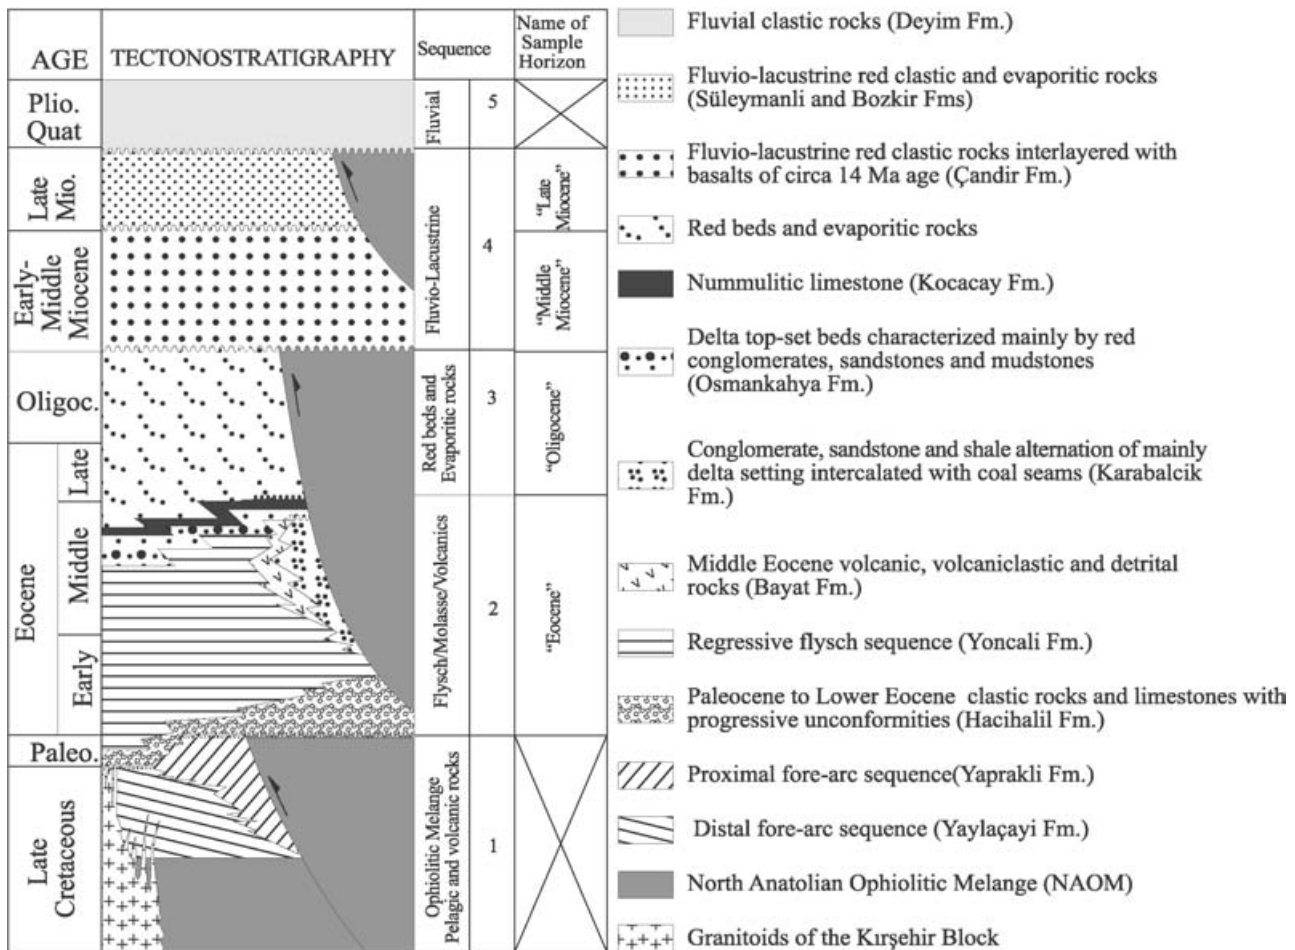 AGE
TECTONOSTRATIGRAPHY
Sequence
Name of
Sample
Horizon
Plio.
Quat
Fluvial
5
Late
Mio.
"Late
Miocene"
Early-
Middle
Miocene
Fluvio-Lacustrine
4
"Middle
Miocene"
Oligoc.
Red beds and
Evaporitic rocks
3
"Oligocene"
Eocene
Late
Middle
Early
Flysch/Molasse/Volcanics
2
"Eocene"
Paleo.
Late
Cretaceous
Ophiolitic Melange
Pelagic and volcanic rocks
1
Fluvial clastic rocks (Deyim Fm.)
Fluvio-lacustrine red clastic and evaporitic rocks
(Süleymanli and Bozkir Fms)
Fluvio-lacustrine red clastic rocks interlayered with
basalts of circa 14 Ma age (Çandir Fm.)
Red beds and evaporitic rocks
Nummulitic limestone (Kocacay Fm.)
Delta top-set beds characterized mainly by red
conglomerates, sandstones and mudstones
(Osmankahya Fm.)
Conglomerate, sandstone and shale alternation of mainly
delta setting intercalated with coal seams (Karabalcik
Fm.)
Middle Eocene volcanic, volcaniclastic and detrital
rocks (Bayat Fm.)
Regressive flysch sequence (Yoncali Fm.)
Paleocene to Lower Eocene clastic rocks and limestones with
progressive unconformities (Hacihalil Fm.)
Proximal fore-arc sequence(Yaprakli Fm.)
Distal fore-arc sequence (Yaylaçayi Fm.)
North Anatolian Ophiolitic Melange (NAOM)
Granitoids of the Kırşehir Block